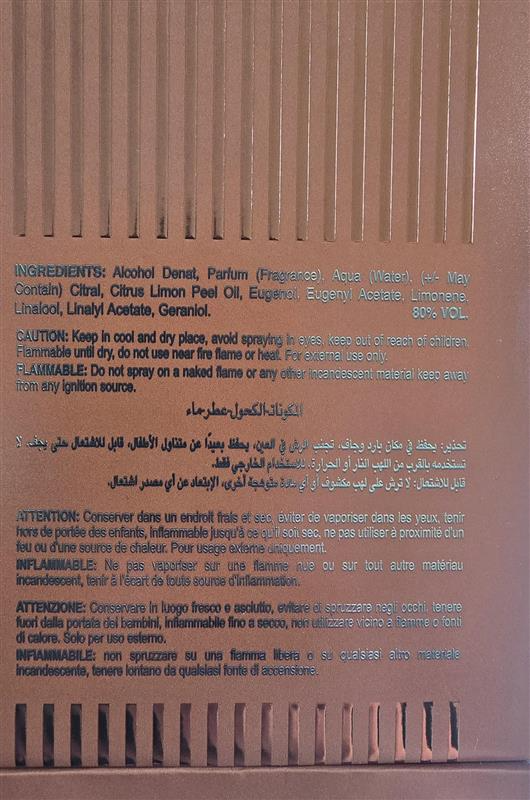 INGREDIENTS: Alcohol Denat, Parfum (Fragrance), Aqua (Water), (+/- May
Contain) Citral, Citrus Limon Peel Oil, Eugenol, Eugenyl Acetate, Limonene,
Linalool, Linalyl Acetate, Geraniol. 80% VOL.
CAUTION: Keep in cool and dry place, avoid spraying in eyes, keep out of reach of children,
Flammable until dry, do not use near fire flame or heat. For external use only.
FLAMMABLE: Do not spray on a naked flame or any other incandescent material keep away
from any ignition source.
المكونات-الكحول-عطر-ماء
تحذير: يحفظ في مكان بارد وجاف، تجنب الرش في العين، يحفظ بعيدًا عن متناول الأطفال، قابل للاشتعال حتى يجف. لا
تستخدمه بالقرب من اللهب النار أو الحرارة. للاستخدام الخارجي فقط.
قابل للاشتعال: لا ترش على لهب مكشوف أو أي مادة متوهجة أخرى، الإبتعاد عن أي مصدر اشتعال.
ATTENTION: Conserver dans un endroit frais et sec, éviter de vaporiser dans les yeux, tenir
hors de portée des enfants, inflammable jusqu'à ce qu'il soit sec, ne pas utiliser à proximité d'un
feu ou d'une source de chaleur. Pour usage externe uniquement.
INFLAMMABLE: Ne pas vaporiser sur une flamme nue ou sur tout autre matériau
incandescent, tenir à l'écart de toute source d'inflammation.
ATTENZIONE: Conservare in luogo fresco e asciutto, evitare di spruzzare negli occhi, tenere
fuori dalla portata dei bambini, infiammabile fino a secco, non utilizzare vicino a fiamme o fonti
di calore. Solo per uso esterno.
INFIAMMABILE: non spruzzare su una fiamma libera o su qualsiasi altro materiale
incandescente, tenere lontano da qualsiasi fonte di accensione.